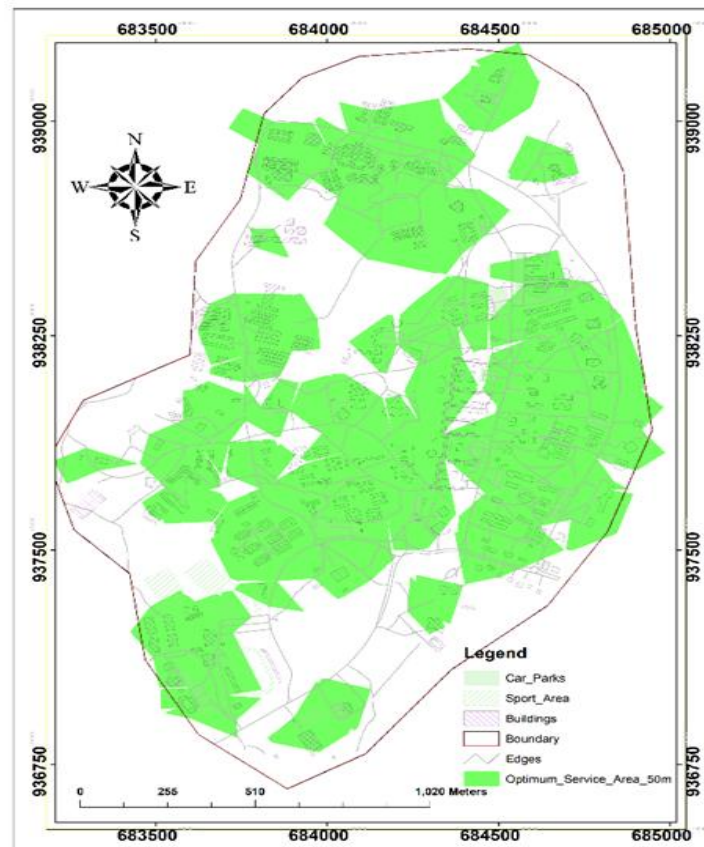 683500 684000 684500 685000
939000 939000
N
W E
S
938250 938250
937500 937500
Legend
Car_Parks
Sport_Area
Buildings
Boundary
Edges
Optimum_Service_Area_50m
936750 936750
0 255 510 1,020 Meters
683500 684000 684500 685000